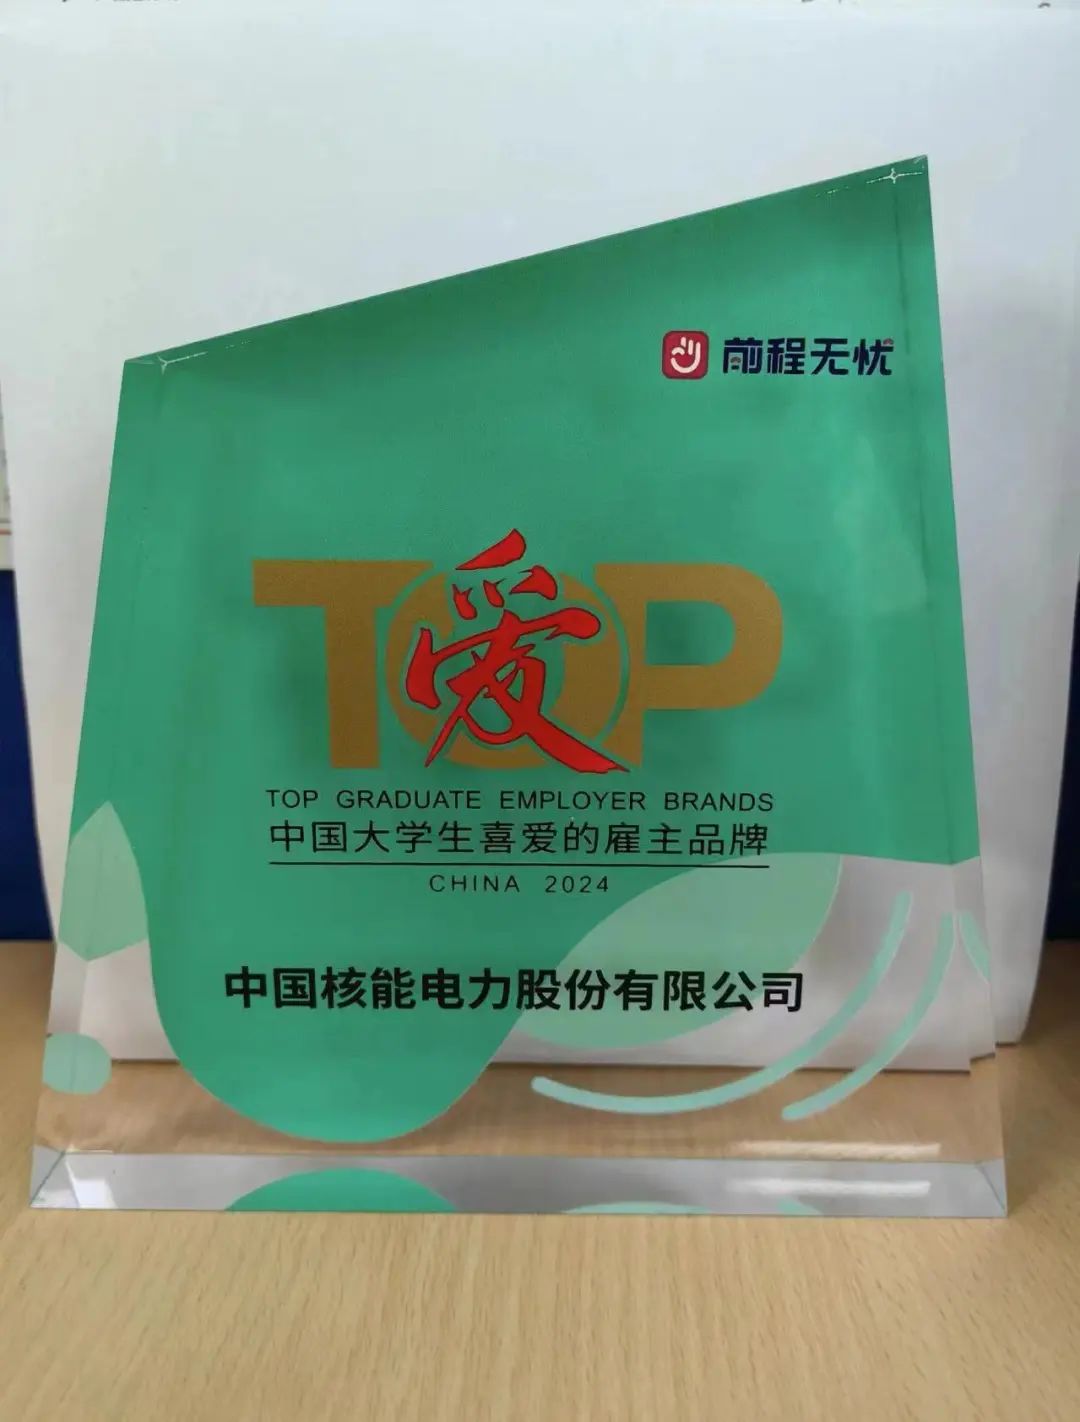 前程无忧
TOP
爱
TOP GRADUATE EMPLOYER BRANDS
中国大学生喜爱的雇主品牌
CHINA 2024
中国核能电力股份有限公司